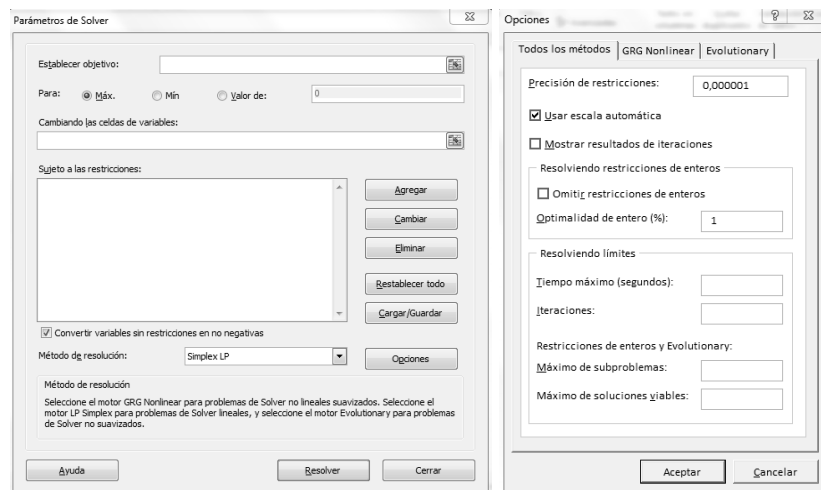 Parámetros de Solver
Establecer objetivo:
Para: Máx. Mín Valor de: 0
Cambiando las celdas de variables:
Sujeto a las restricciones:
Agregar
Cambiar
Eliminar
Restablecer todo
Cargar/Guardar
Convertir variables sin restricciones en no negativas
Método de resolución: Simplex LP Opciones
Método de resolución
Seleccione el motor GRG Nonlinear para problemas de Solver no lineales suavizados. Seleccione el
motor LP Simplex para problemas de Solver lineales, y seleccione el motor Evolutionary para problemas
de Solver no suavizados.
Ayuda Resolver Cerrar
Opciones
Todos los métodos GRG Nonlinear Evolutionary
Precisión de restricciones: 0,000001
Usar escala automática
Mostrar resultados de iteraciones
Resolviendo restricciones de enteros
Omitir restricciones de enteros
Optimalidad de entero (%): 1
Resolviendo límites
Tiempo máximo (segundos):
Iteraciones:
Restricciones de enteros y Evolutionary:
Máximo de subproblemas:
Máximo de soluciones viables:
Aceptar Cancelar